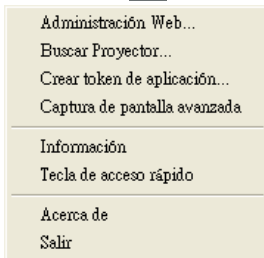 Administración Web...
Buscar Proyector...
Crear token de aplicación...
Captura de pantalla avanzada
Información
Tecla de acceso rápido
Acerca de
Salir